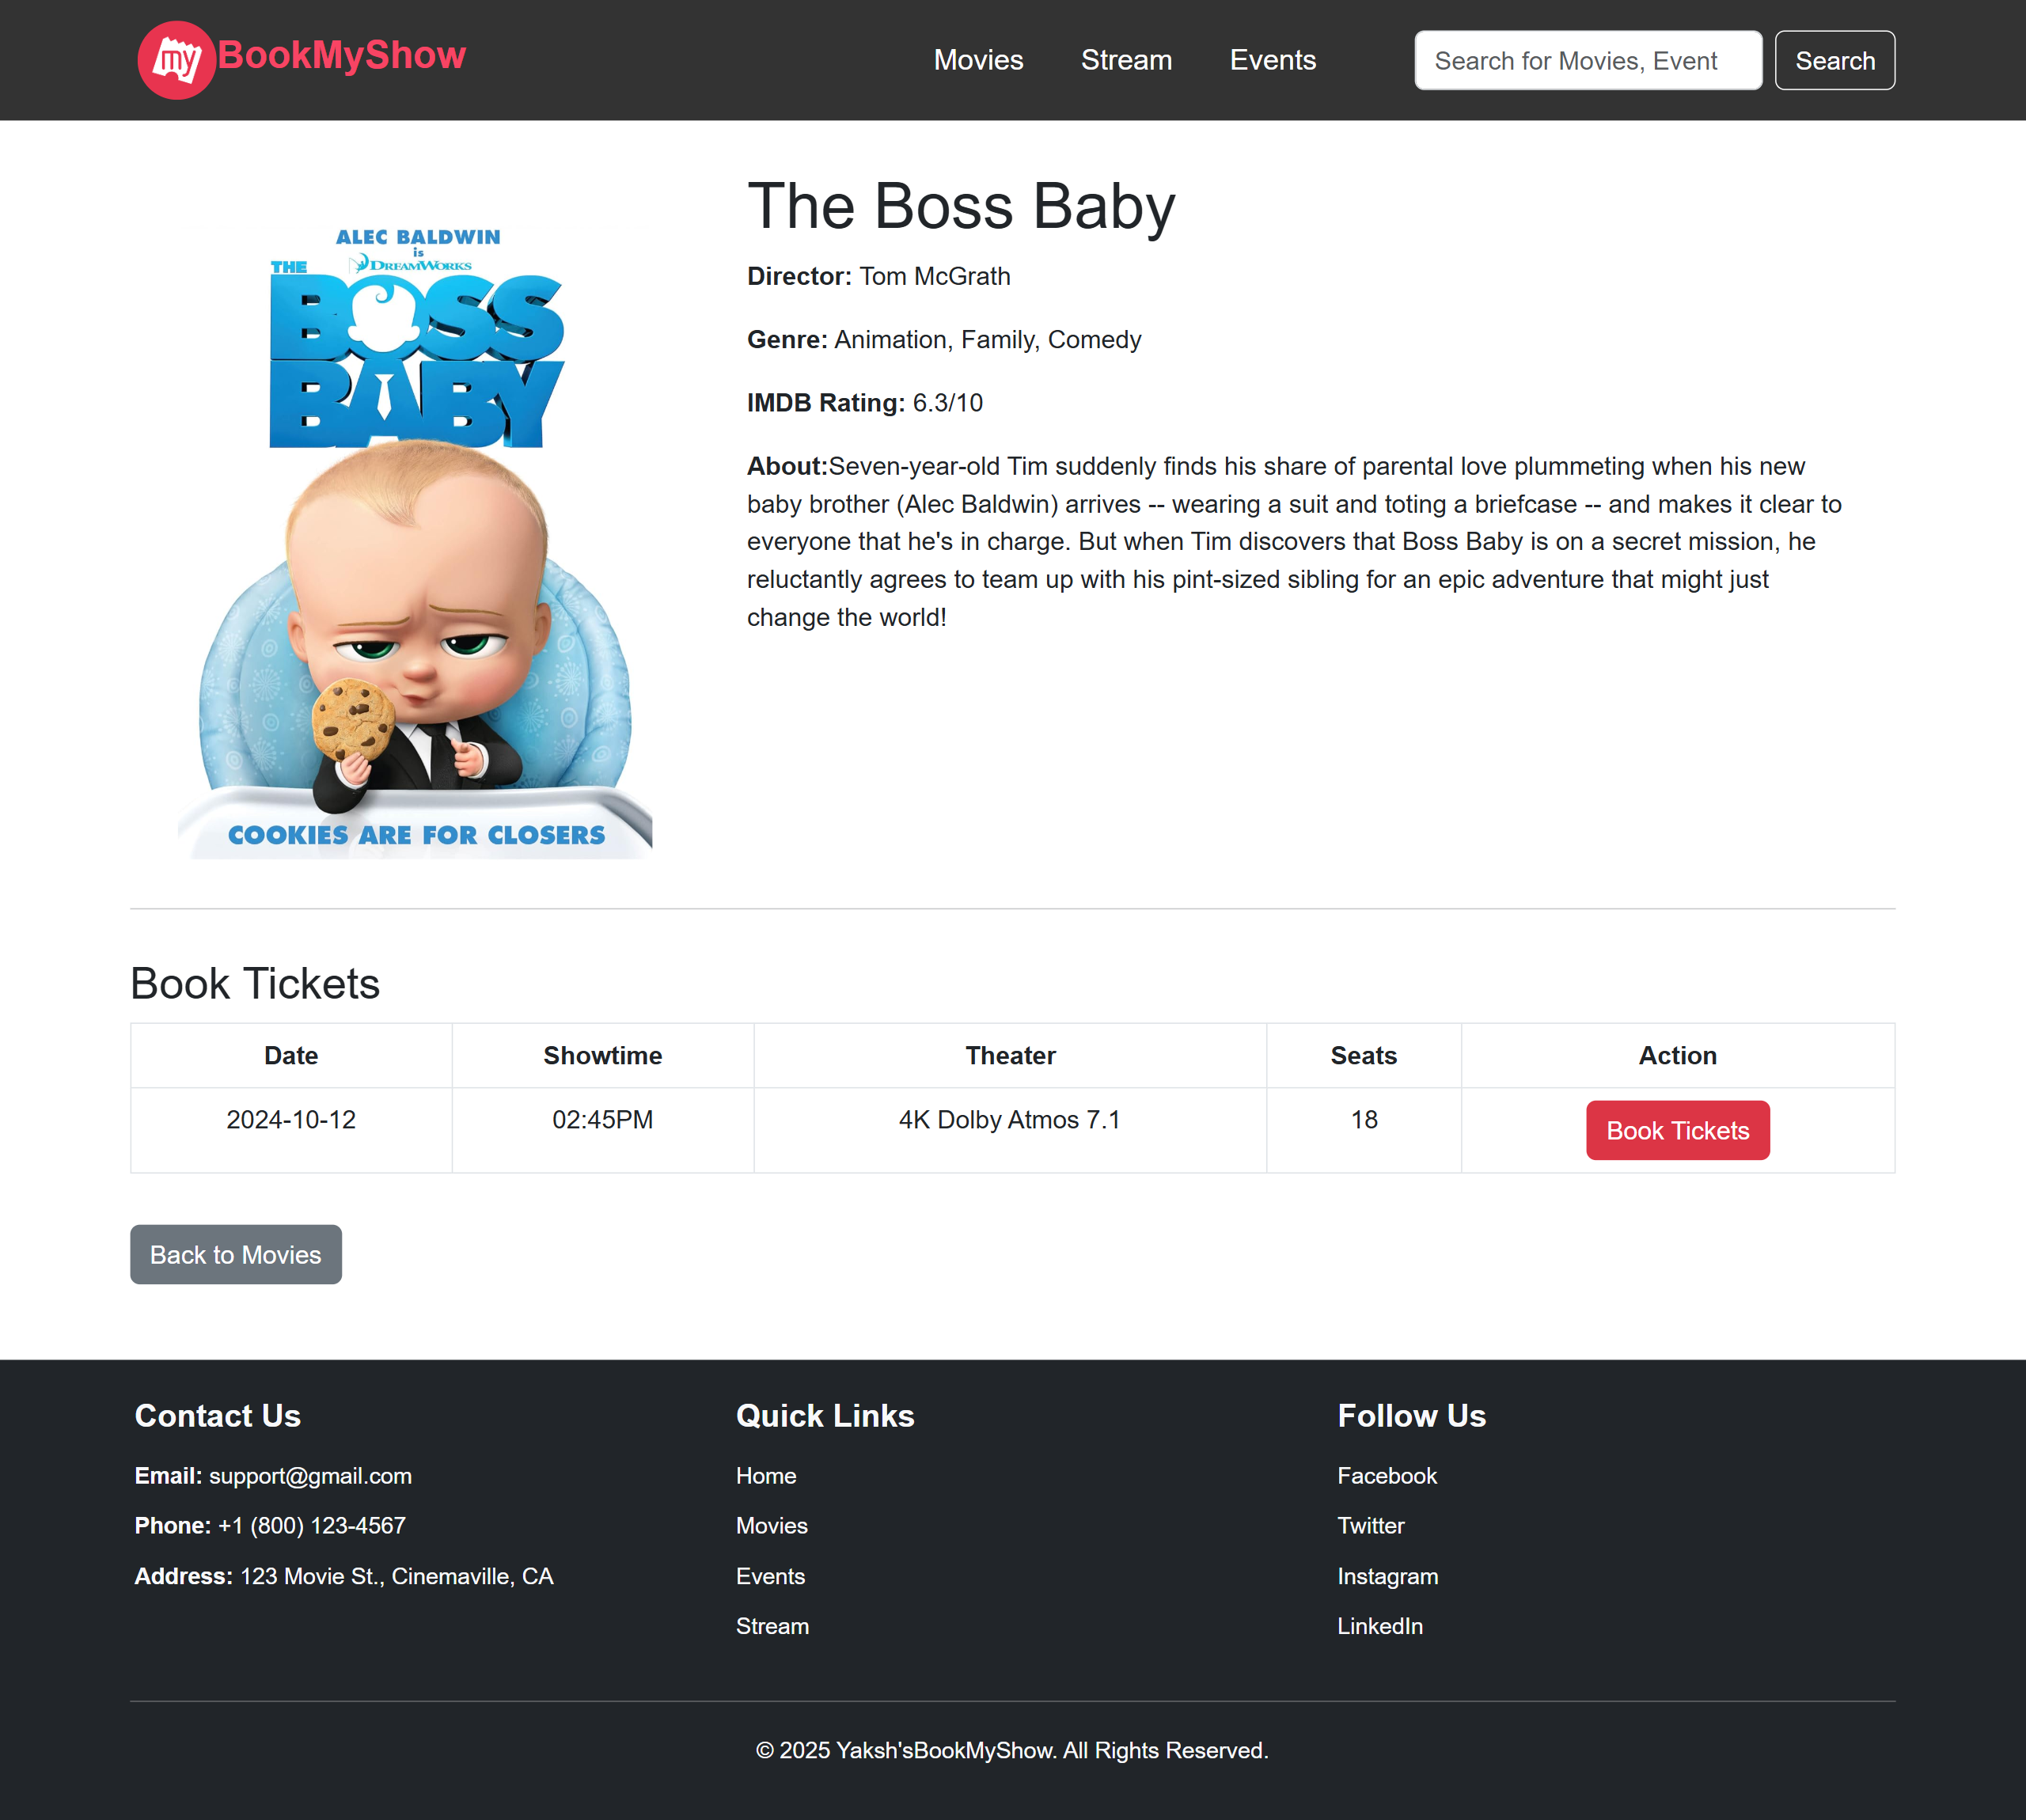 my BookMyShow
Movies Stream Events Search for Movies, Event Search
ALEC BALDWIN
is
THE DREAMWORKS
BOSS
BABY
COOKIES ARE FOR CLOSERS
The Boss Baby
Director: Tom McGrath
Genre: Animation, Family, Comedy
IMDB Rating: 6.3/10
About:Seven-year-old Tim suddenly finds his share of parental love plummeting when his new
baby brother (Alec Baldwin) arrives -- wearing a suit and toting a briefcase -- and makes it clear to
everyone that he's in charge. But when Tim discovers that Boss Baby is on a secret mission, he
reluctantly agrees to team up with his pint-sized sibling for an epic adventure that might just
change the world!
Book Tickets
Date Showtime Theater Seats Action
2024-10-12 02:45PM 4K Dolby Atmos 7.1 18 Book Tickets
Back to Movies
Contact Us
Email: support@gmail.com
Phone: +1 (800) 123-4567
Address: 123 Movie St., Cinemaville, CA
Quick Links
Home
Movies
Events
Stream
Follow Us
Facebook
Twitter
Instagram
LinkedIn
© 2025 Yaksh'sBookMyShow. All Rights Reserved.